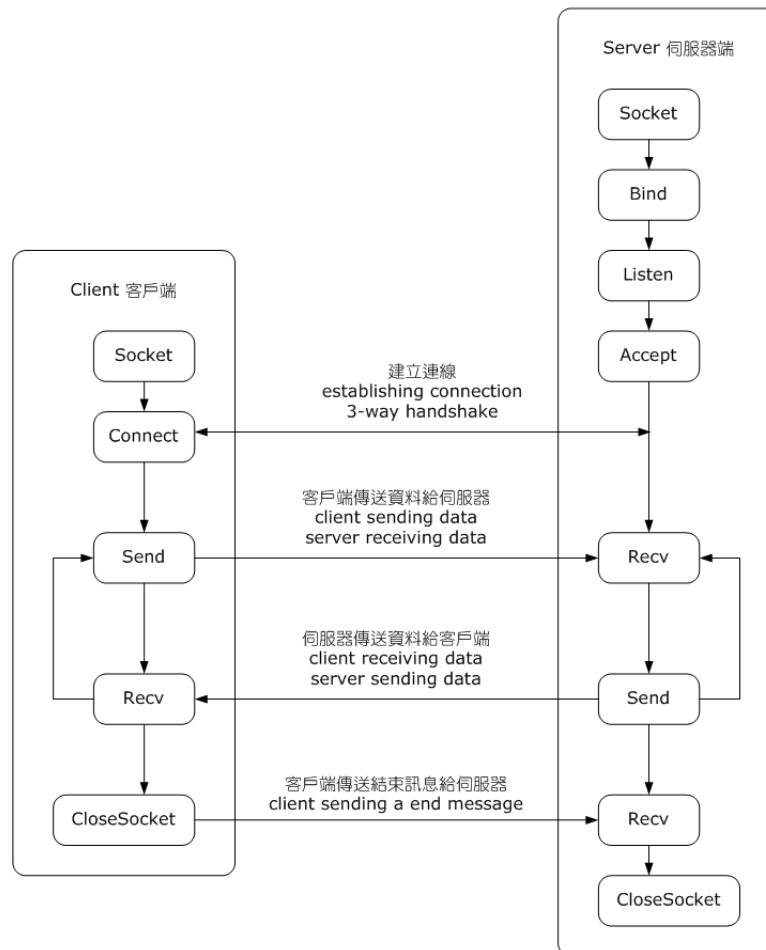 Server 伺服器端
Socket
Bind
Listen
Accept
Client 客戶端
Socket
Connect
建立連線
establishing connection
3-way handshake
客戶端傳送資料給伺服器
client sending data
server receiving data
Send
Recv
伺服器傳送資料給客戶端
client receiving data
server sending data
Recv
Send
客戶端傳送結束訊息給伺服器
client sending a end message
CloseSocket
Recv
CloseSocket